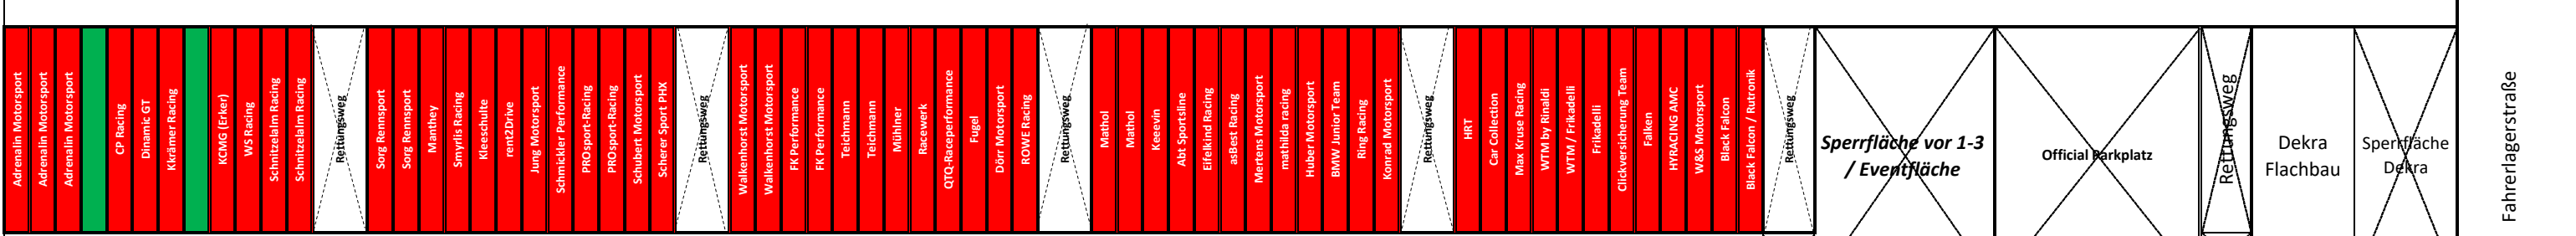 Adrenalin Motorsport
Adrenalin Motorsport
Adrenalin Motorsport
CP Racing
Dinamic GT
Kkrämer Racing
KCMG (Erker)
WS Racing
Schnitzelalm Racing
Schnitzelalm Racing
Rettungsweg
Sorg Rennsport
Sorg Rennsport
Manthey
Smyrlis Racing
Kleeschulte
rent2Drive
Jung Motorsport
Schmickler Performance
PROsport-Racing
PROsport-Racing
Schubert Motorsport
Scherer Sport PHX
Rettungsweg
Walkenhorst Motorsport
Walkenhorst Motorsport
FK Performance
FK Performance
Teichmann
Teichmann
Mühlner
Racewerk
QTQ-Raceperformance
Fugel
Dörr Motorsport
ROWE Racing
Rettungsweg
Mathol
Mathol
Keeevin
Abt Sportsline
Eifelkind Racing
asBest Racing
Mertens Motorsport
mathilda racing
Huber Motorsport
BMW Junior Team
Ring Racing
Konrad Motorsport
Rettungsweg
HRT
Car Collection
Max Kruse Racing
WTM by Rinaldi
WTM / Frikadelli
Frikadelli
Clickversicherung Team
Falken
HYRACING AMC
W&S Motorsport
Black Falcon
Black Falcon / Rutronik
Rettungsweg
Sperrfläche vor 1-3
/ Eventfläche
Official Parkplatz
Rettungsweg
Dekra
Flachbau
Sperrfläche
Dekra
Fahrerlagerstraße